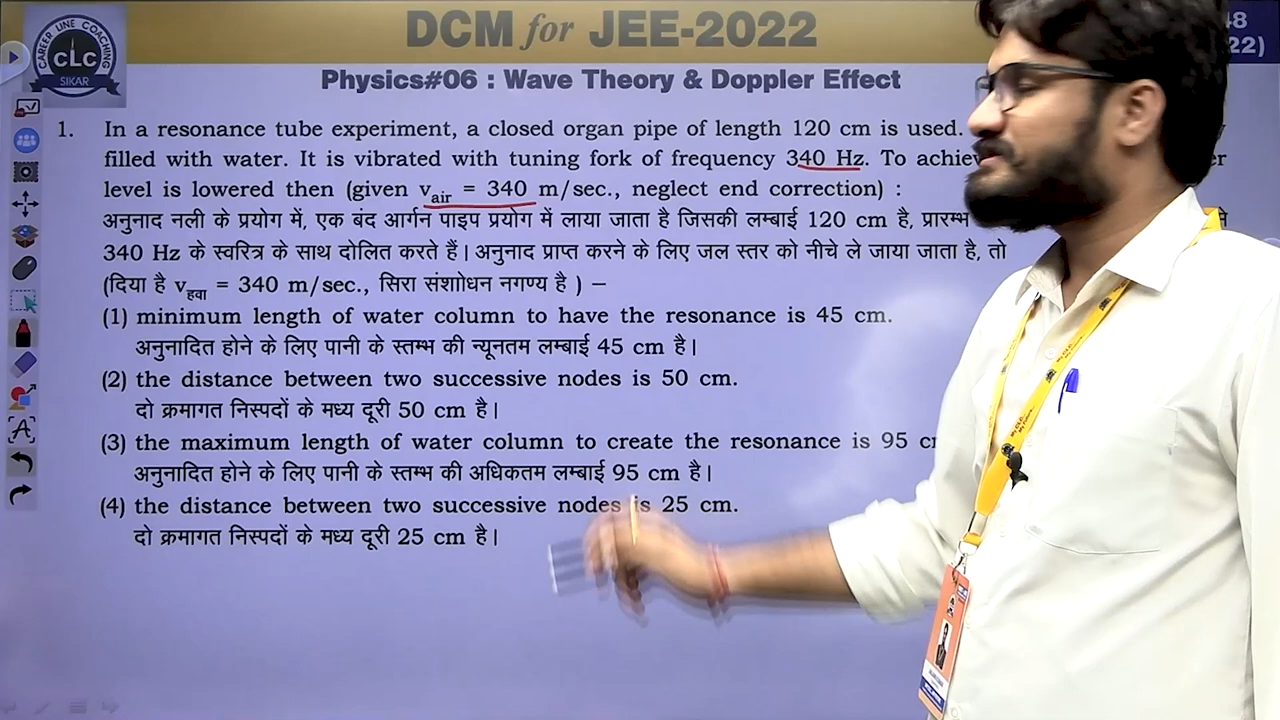 CAREER LINE COACHING
CLC
SIKAR
DCM for JEE-2022
48
22)
Physics#06 : Wave Theory & Doppler Effect
1. In a resonance tube experiment, a closed organ pipe of length 120 cm is used.
filled with water. It is vibrated with tuning fork of frequency 340 Hz. To achiev
level is lowered then (given vair = 340 m/sec., neglect end correction) :
अनुनाद नली के प्रयोग में, एक बंद आर्गन पाइप प्रयोग में लाया जाता है जिसकी लम्बाई 120 cm है, प्रारम्भ
340 Hz के स्वरित्र के साथ दोलित करते हैं। अनुनाद प्राप्त करने के लिए जल स्तर को नीचे ले जाया जाता है, तो
(दिया है vहवा = 340 m/sec., सिरा संशाोधन नगण्य है ) –
(1) minimum length of water column to have the resonance is 45 cm.
अनुनादित होने के लिए पानी के स्तम्भ की न्यूनतम लम्बाई 45 cm है।
(2) the distance between two successive nodes is 50 cm.
दो क्रमागत निस्पदों के मध्य दूरी 50 cm है।
(3) the maximum length of water column to create the resonance is 95 cm
अनुनादित होने के लिए पानी के स्तम्भ की अधिकतम लम्बाई 95 cm है।
(4) the distance between two successive nodes is 25 cm.
दो क्रमागत निस्पदों के मध्य दूरी 25 cm है।